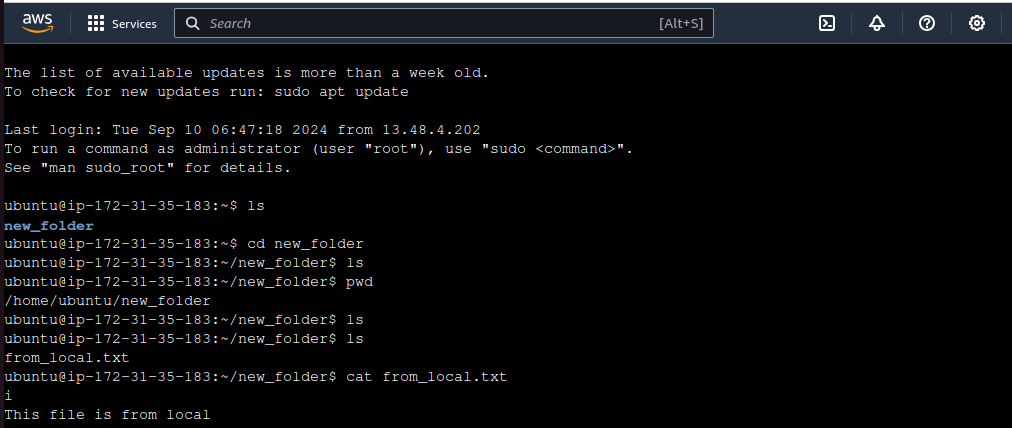 aws Services Search [Alt+S]
The list of available updates is more than a week old.
To check for new updates run: sudo apt update
Last login: Tue Sep 10 06:47:18 2024 from 13.48.4.202
To run a command as administrator (user "root"), use "sudo <command>".
See "man sudo_root" for details.
ubuntu@ip-172-31-35-183:~$ ls
new_folder
ubuntu@ip-172-31-35-183:~$ cd new_folder
ubuntu@ip-172-31-35-183:~/new_folder$ ls
ubuntu@ip-172-31-35-183:~/new_folder$ pwd
/home/ubuntu/new_folder
ubuntu@ip-172-31-35-183:~/new_folder$ ls
ubuntu@ip-172-31-35-183:~/new_folder$ ls
from_local.txt
ubuntu@ip-172-31-35-183:~/new_folder$ cat from_local.txt
i
This file is from local